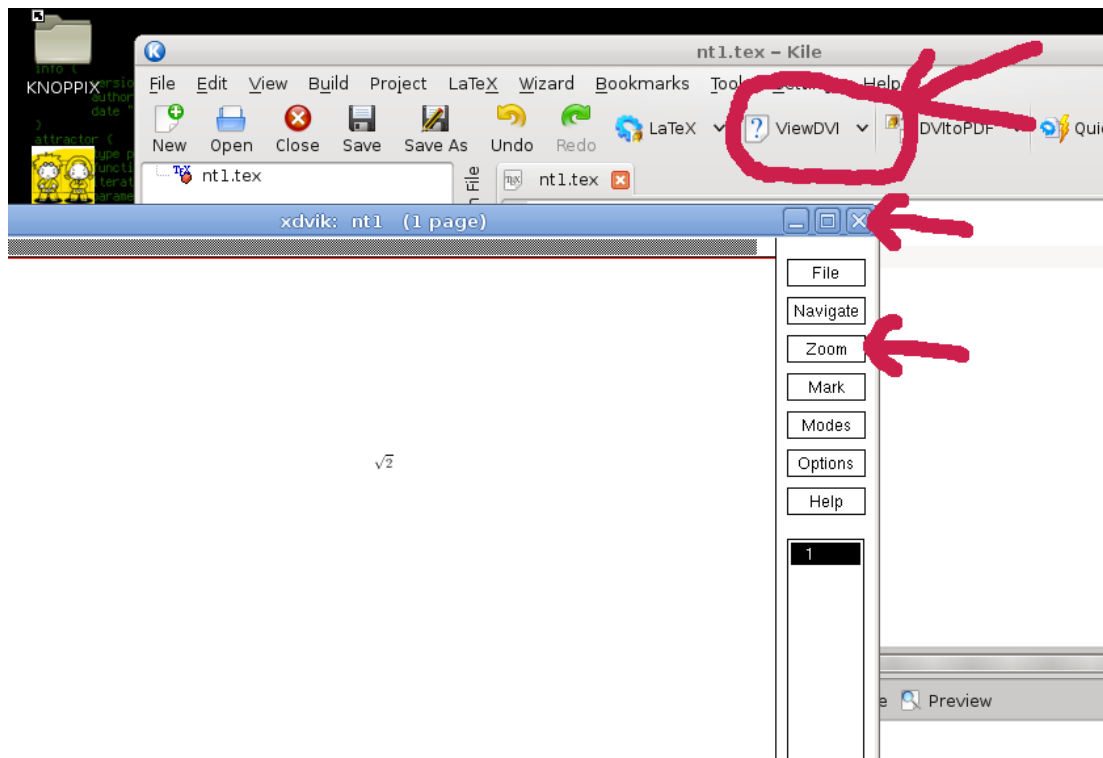 nt1.tex – Kile
KNOPPIX
File Edit View Build Project LaTeX Wizard Bookmarks Help
New Open Close Save Save As Undo Redo LaTeX ViewDVI DVItoPDF
nt1.tex
nt1.tex
xdvik: nt1 (1 page)
File
Navigate
Zoom
Mark
Modes
√2
Options
Help
1
Preview